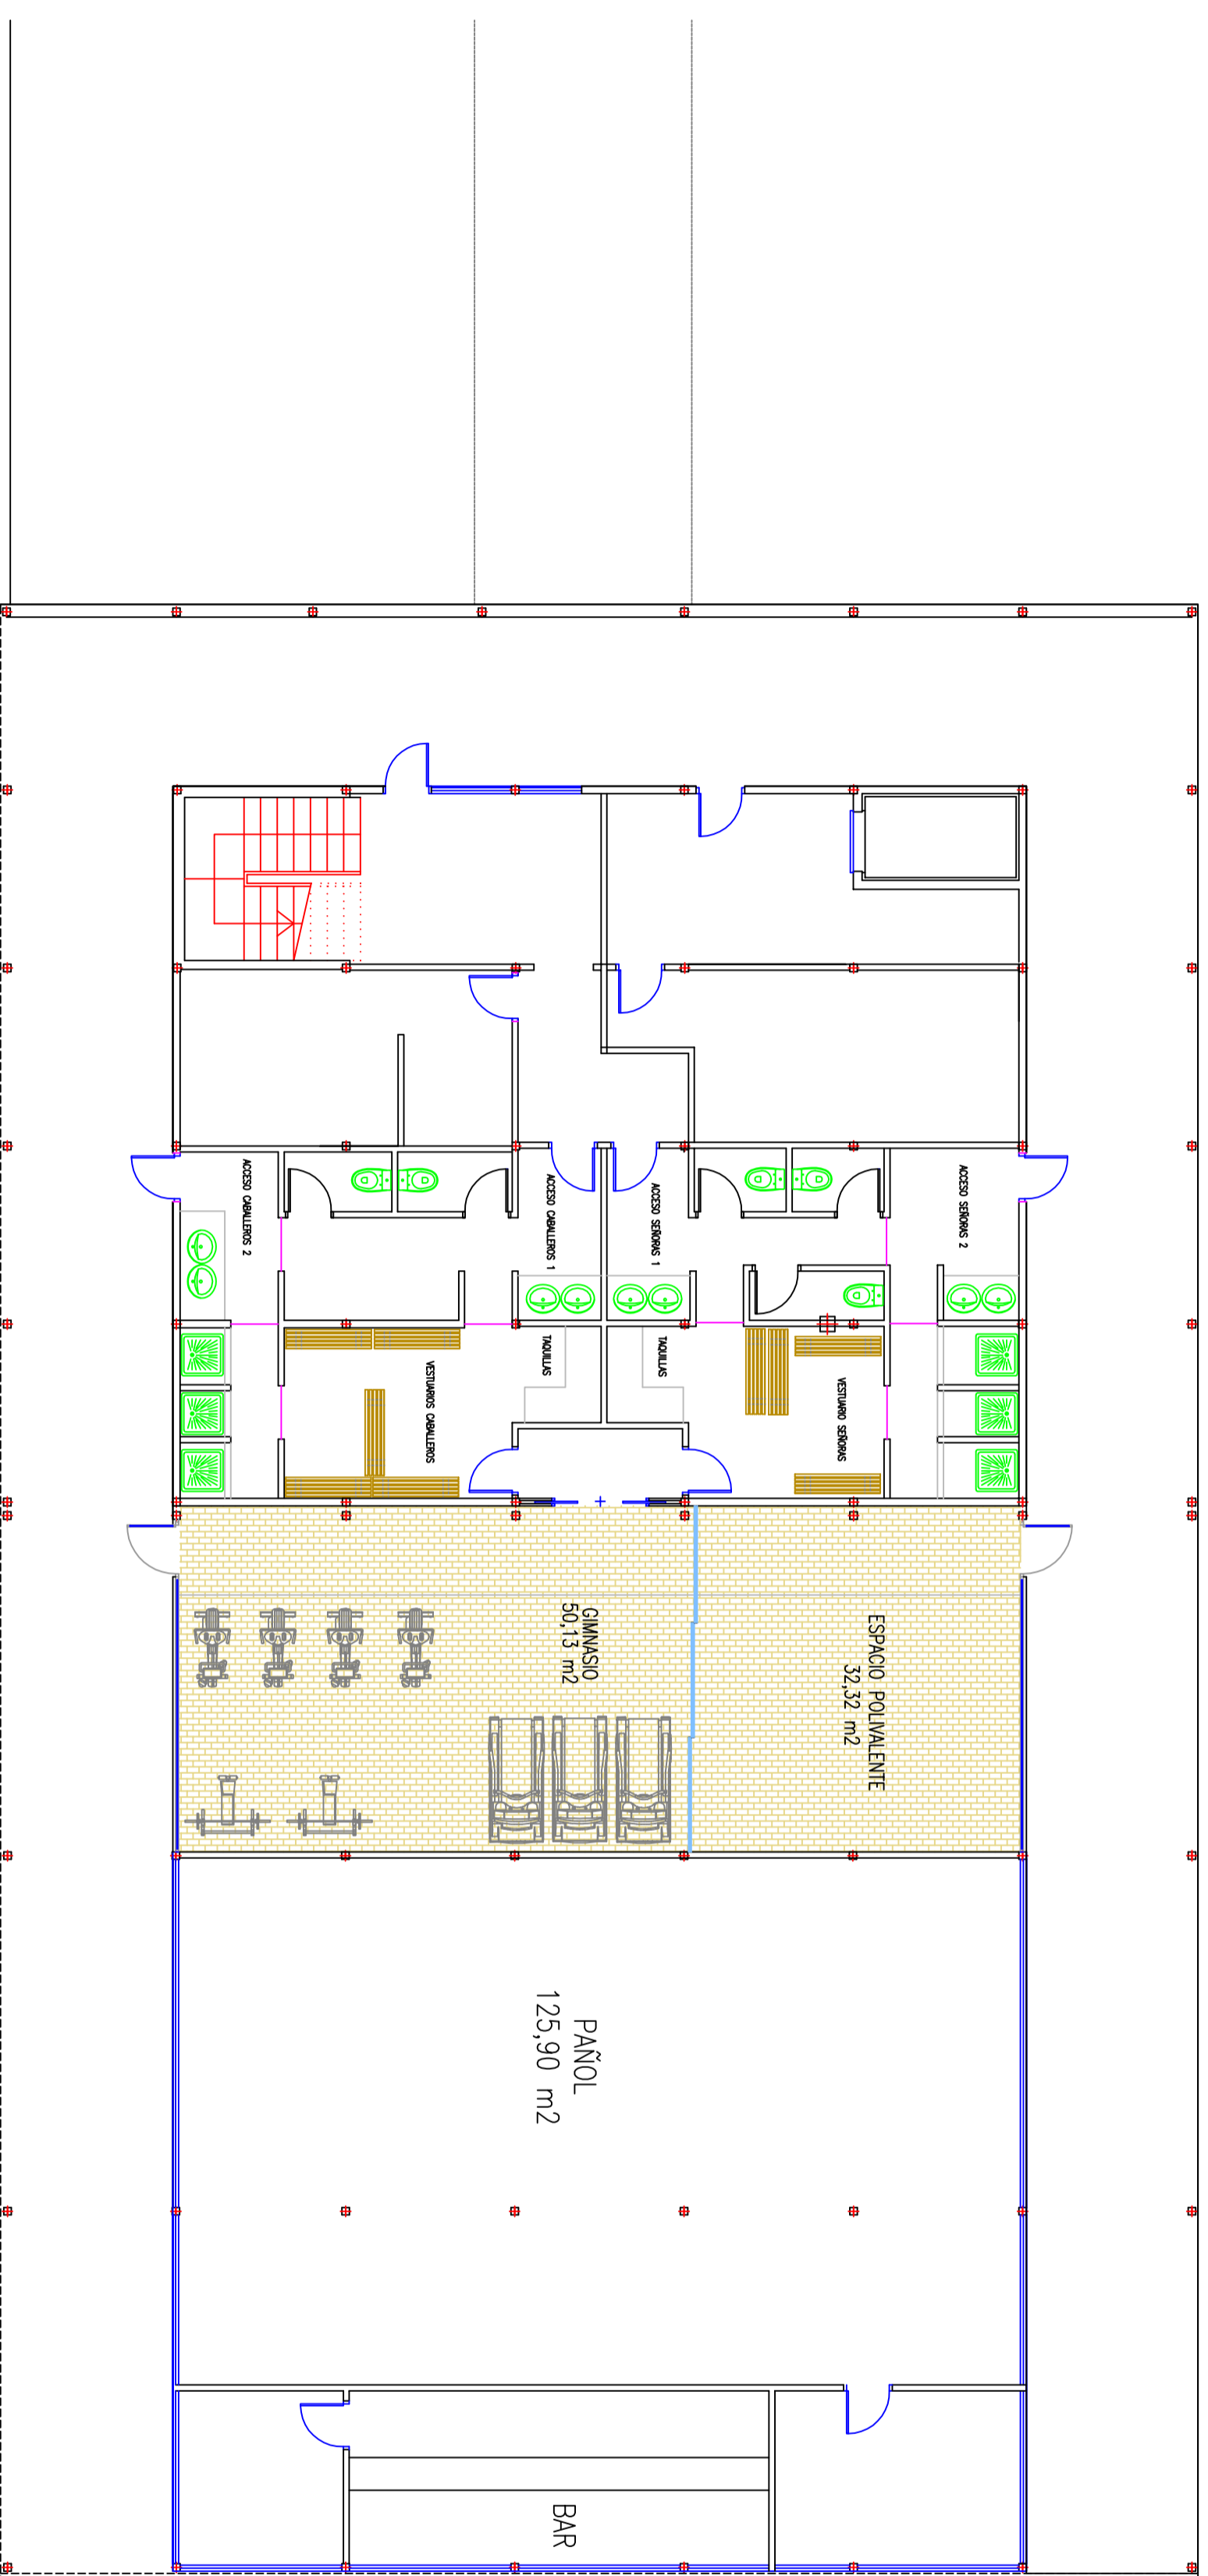 ACCESO CABALLEROS 2
ACCESO CABALLEROS 1
ACCESO SEÑORAS 1
ACCESO SEÑORAS 2
TAQUILLAS
TAQUILLAS
VESTUARIOS CABALLEROS
VESTUARIO SEÑORAS
GIMNASIO
50,13 m2
ESPACIO POLIVALENTE
32,32 m2
PAÑOL
125,90 m2
BAR